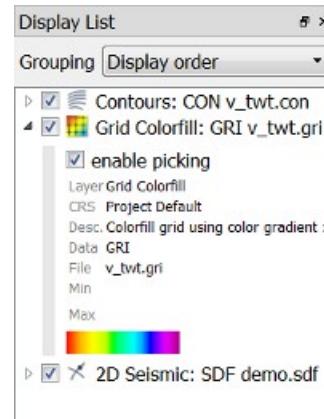 Display List
Grouping Display order
Contours: CON v_twt.con
Grid Colorfill: GRI v_twt.gri
enable picking
Layer Grid Colorfill
CRS Project Default
Desc. Colorfill grid using color gradient
Data GRI
File v_twt.gri
Min
Max
2D Seismic: SDF demo.sdf